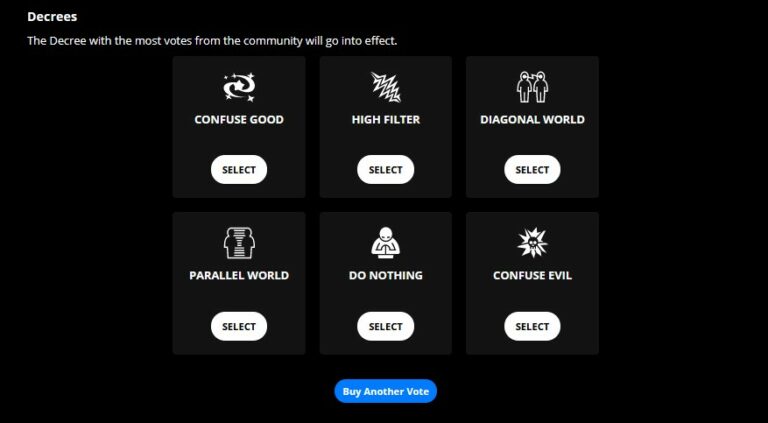 Decrees
The Decree with the most votes from the community will go into effect.
CONFUSE GOOD
HIGH FILTER
DIAGONAL WORLD
SELECT
SELECT
SELECT
PARALLEL WORLD
DO NOTHING
CONFUSE EVIL
SELECT
SELECT
SELECT
Buy Another Vote